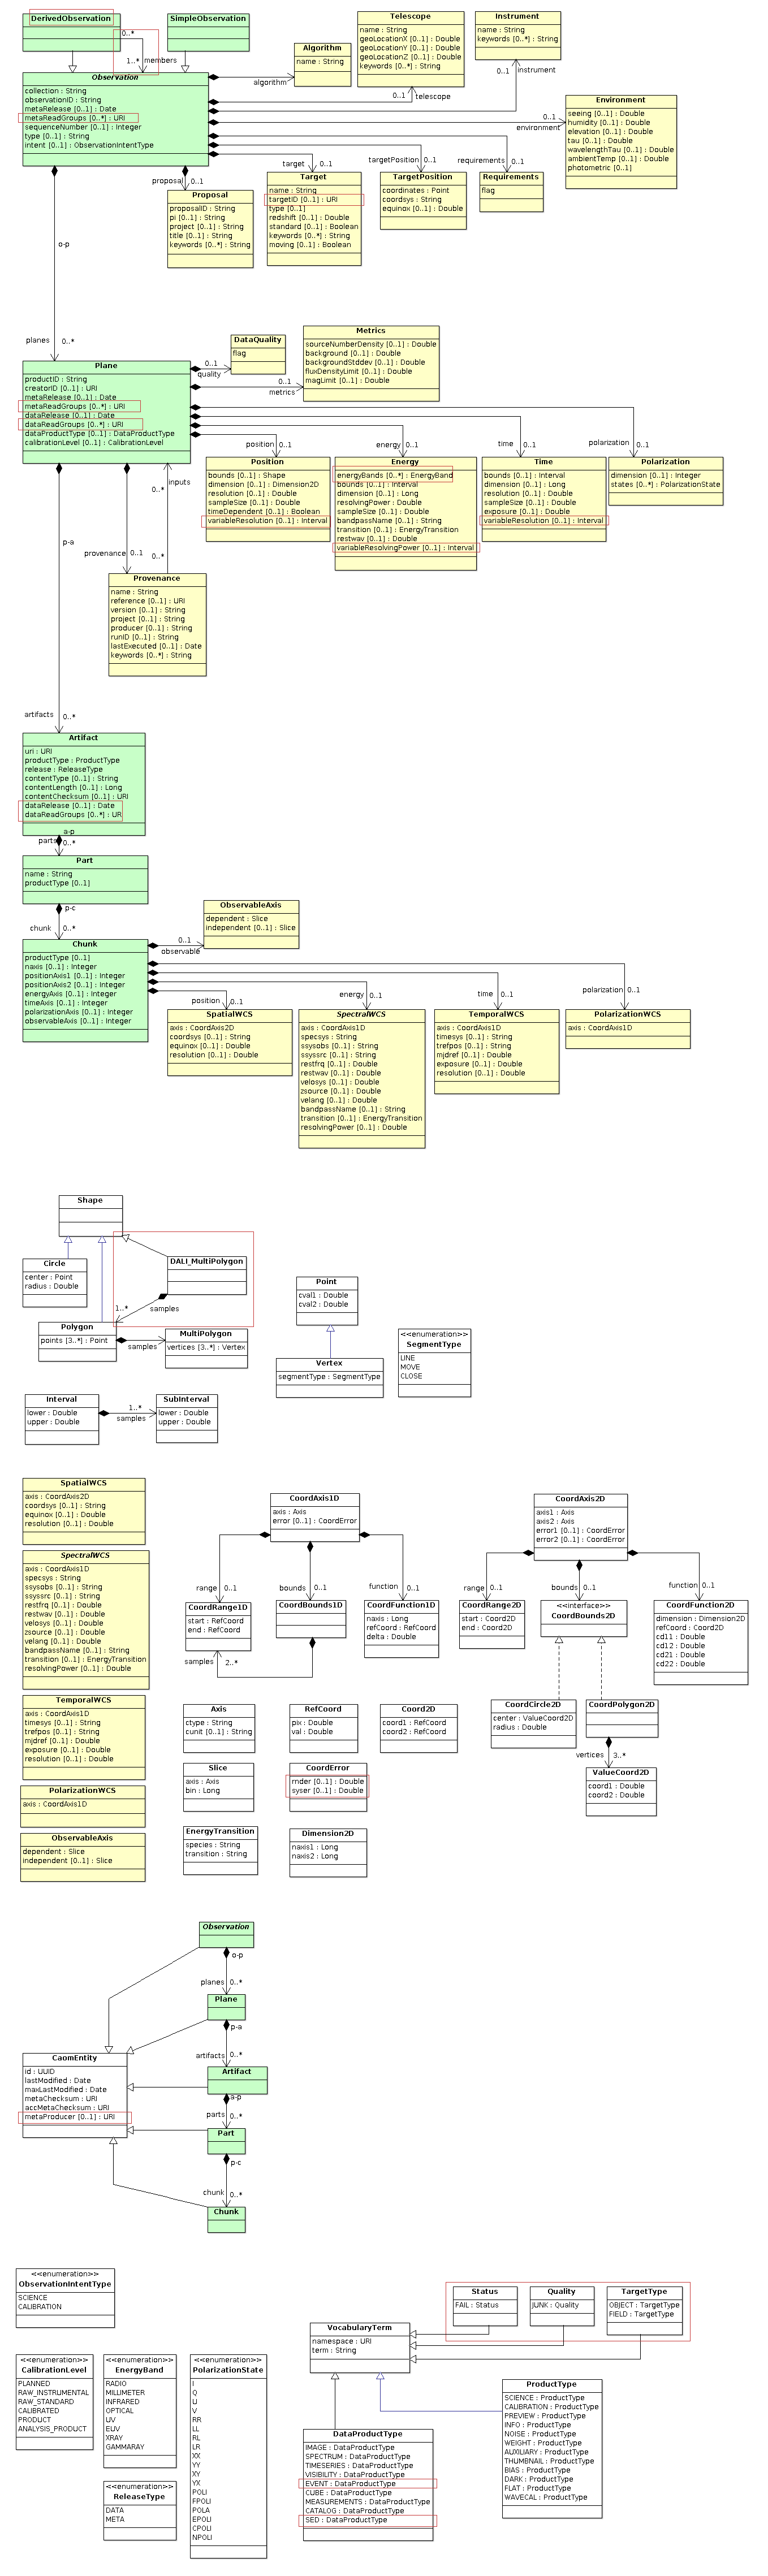 DerivedObservation
SimpleObservation
0..*
1..* members
Observation
collection : String
observationID : String
metaRelease [0..1] : Date
metaReadGroups [0..*] : URI
sequenceNumber [0..1] : Integer
type [0..1] : String
intent [0..1] : ObservationIntentType
Algorithm
name : String
algorithm
Telescope
name : String
geoLocationX [0..1] : Double
geoLocationY [0..1] : Double
geoLocationZ [0..1] : Double
keywords [0..*] : String
0..1 telescope
Instrument
name : String
keywords [0..*] : String
0..1 instrument
Environment
seeing [0..1] : Double
humidity [0..1] : Double
elevation [0..1] : Double
tau [0..1] : Double
wavelengthTau [0..1] : Double
ambientTemp [0..1] : Double
photometric [0..1]
0..1
environment
proposal 0..1
target 0..1
targetPosition 0..1
requirements 0..1
Proposal
proposalID : String
pi [0..1] : String
project [0..1] : String
title [0..1] : String
keywords [0..*] : String
Target
name : String
targetID [0..1] : URI
type [0..1]
redshift [0..1] : Double
standard [0..1] : Boolean
keywords [0..*] : String
moving [0..1] : Boolean
TargetPosition
coordinates : Point
coordsys : String
equinox [0..1] : Double
Requirements
flag
o-p
planes 0..*
Plane
productID : String
creatorID [0..1] : URI
metaRelease [0..1] : Date
metaReadGroups [0..*] : URI
dataRelease [0..1] : Date
dataReadGroups [0..*] : URI
dataProductType [0..1] : DataProductType
calibrationLevel [0..1] : CalibrationLevel
DataQuality
flag
0..1
quality
Metrics
sourceNumberDensity [0..1] : Double
background [0..1] : Double
backgroundStddev [0..1] : Double
fluxDensityLimit [0..1] : Double
magLimit [0..1] : Double
0..1
metrics
position 0..1
energy 0..1
time 0..1
polarization 0..1
Position
bounds [0..1] : Shape
dimension [0..1] : Dimension2D
resolution [0..1] : Double
sampleSize [0..1] : Double
timeDependent [0..1] : Boolean
variableResolution [0..1] : Interval
Energy
energyBands [0..*] : EnergyBand
bounds [0..1] : Interval
dimension [0..1] : Long
resolvingPower [0..1] : Double
sampleSize [0..1] : Double
bandpassName [0..1] : String
transition [0..1] : EnergyTransition
restwav [0..1] : Double
variableResolvingPower [0..1] : Interval
Time
bounds [0..1] : Interval
dimension [0..1] : Long
resolution [0..1] : Double
sampleSize [0..1] : Double
exposure [0..1] : Double
variableResolution [0..1] : Interval
Polarization
dimension [0..1] : Integer
states [0..*] : PolarizationState
inputs
0..*
p-a
provenance 0..1
0..*
Provenance
name : String
reference [0..1] : URI
version [0..1] : String
project [0..1] : String
producer [0..1] : String
runID [0..1] : String
lastExecuted [0..1] : Date
keywords [0..*] : String
artifacts 0..*
Artifact
uri : URI
productType : ProductType
release : ReleaseType
contentType [0..1] : String
contentLength [0..1] : Long
contentChecksum [0..1] : URI
dataRelease [0..1] : Date
dataReadGroups [0..*] : URI
a-p
parts 0..*
Part
name : String
productType [0..1]
p-c
chunk 0..*
Chunk
productType [0..1]
naxis [0..1] : Integer
positionAxis1 [0..1] : Integer
positionAxis2 [0..1] : Integer
energyAxis [0..1] : Integer
timeAxis [0..1] : Integer
polarizationAxis [0..1] : Integer
observableAxis [0..1] : Integer
ObservableAxis
dependent : Slice
independent [0..1] : Slice
0..1
observable
position 0..1
energy 0..1
time 0..1
polarization 0..1
SpatialWCS
axis : CoordAxis2D
coordsys [0..1] : String
equinox [0..1] : Double
resolution [0..1] : Double
SpectralWCS
axis : CoordAxis1D
specsys : String
ssysobs [0..1] : String
ssyssrc [0..1] : String
restfrq [0..1] : Double
restwav [0..1] : Double
velosys [0..1] : Double
zsource [0..1] : Double
velang [0..1] : Double
bandpassName [0..1] : String
transition [0..1] : EnergyTransition
resolvingPower [0..1] : Double
TemporalWCS
axis : CoordAxis1D
timesys [0..1] : String
trefpos [0..1] : String
mjdref [0..1] : Double
exposure [0..1] : Double
resolution [0..1] : Double
PolarizationWCS
axis : CoordAxis1D
Shape
Circle
center : Point
radius : Double
DALI_MultiPolygon
1..* samples
Polygon
points [3..*] : Point
samples
MultiPolygon
vertices [3..*] : Vertex
Point
cval1 : Double
cval2 : Double
Vertex
segmentType : SegmentType
<<enumeration>>
SegmentType
LINE
MOVE
CLOSE
Interval
lower : Double
upper : Double
1..*
samples
SubInterval
lower : Double
upper : Double
SpatialWCS
axis : CoordAxis2D
coordsys [0..1] : String
equinox [0..1] : Double
resolution [0..1] : Double
SpectralWCS
axis : CoordAxis1D
specsys : String
ssysobs [0..1] : String
ssyssrc [0..1] : String
restfrq [0..1] : Double
restwav [0..1] : Double
velosys [0..1] : Double
zsource [0..1] : Double
velang [0..1] : Double
bandpassName [0..1] : String
transition [0..1] : EnergyTransition
resolvingPower [0..1] : Double
TemporalWCS
axis : CoordAxis1D
timesys [0..1] : String
trefpos [0..1] : String
mjdref [0..1] : Double
exposure [0..1] : Double
resolution [0..1] : Double
PolarizationWCS
axis : CoordAxis1D
ObservableAxis
dependent : Slice
independent [0..1] : Slice
CoordAxis1D
axis : Axis
error [0..1] : CoordError
range 0..1
bounds 0..1
function 0..1
CoordRange1D
start : RefCoord
end : RefCoord
CoordBounds1D
CoordFunction1D
naxis : Long
refCoord : RefCoord
delta : Double
samples 2..*
CoordAxis2D
axis1 : Axis
axis2 : Axis
error1 [0..1] : CoordError
error2 [0..1] : CoordError
range 0..1
bounds 0..1
function 0..1
CoordRange2D
start : Coord2D
end : Coord2D
<<interface>>
CoordBounds2D
CoordFunction2D
dimension : Dimension2D
refCoord : Coord2D
cd11 : Double
cd12 : Double
cd21 : Double
cd22 : Double
CoordCircle2D
center : ValueCoord2D
radius : Double
CoordPolygon2D
vertices 3..*
ValueCoord2D
coord1 : Double
coord2 : Double
Axis
ctype : String
cunit [0..1] : String
RefCoord
pix : Double
val : Double
Coord2D
coord1 : RefCoord
coord2 : RefCoord
Slice
axis : Axis
bin : Long
CoordError
rnder [0..1] : Double
syser [0..1] : Double
EnergyTransition
species : String
transition : String
Dimension2D
naxis1 : Long
naxis2 : Long
Observation
o-p
planes 0..*
Plane
p-a
artifacts 0..*
Artifact
a-p
parts 0..*
Part
p-c
chunk 0..*
Chunk
CaomEntity
id : UUID
lastModified : Date
maxLastModified : Date
metaChecksum : URI
accMetaChecksum : URI
metaProducer [0..1] : URI
<<enumeration>>
ObservationIntentType
SCIENCE
CALIBRATION
<<enumeration>>
CalibrationLevel
PLANNED
RAW_INSTRUMENTAL
RAW_STANDARD
CALIBRATED
PRODUCT
ANALYSIS_PRODUCT
<<enumeration>>
EnergyBand
RADIO
MILLIMETER
INFRARED
OPTICAL
UV
EUV
XRAY
GAMMARAY
<<enumeration>>
ReleaseType
DATA
META
<<enumeration>>
PolarizationState
I
Q
U
V
RR
LL
RL
LR
XX
YY
XY
YX
POLI
FPOLI
POLA
EPOLI
CPOLI
NPOLI
Status
FAIL : Status
Quality
JUNK : Quality
TargetType
OBJECT : TargetType
FIELD : TargetType
VocabularyTerm
namespace : URI
term : String
DataProductType
IMAGE : DataProductType
SPECTRUM : DataProductType
TIMESERIES : DataProductType
VISIBILITY : DataProductType
EVENT : DataProductType
CUBE : DataProductType
MEASUREMENTS : DataProductType
CATALOG : DataProductType
SED : DataProductType
ProductType
SCIENCE : ProductType
CALIBRATION : ProductType
PREVIEW : ProductType
INFO : ProductType
NOISE : ProductType
WEIGHT : ProductType
AUXILIARY : ProductType
THUMBNAIL : ProductType
BIAS : ProductType
DARK : ProductType
FLAT : ProductType
WAVECAL : ProductType